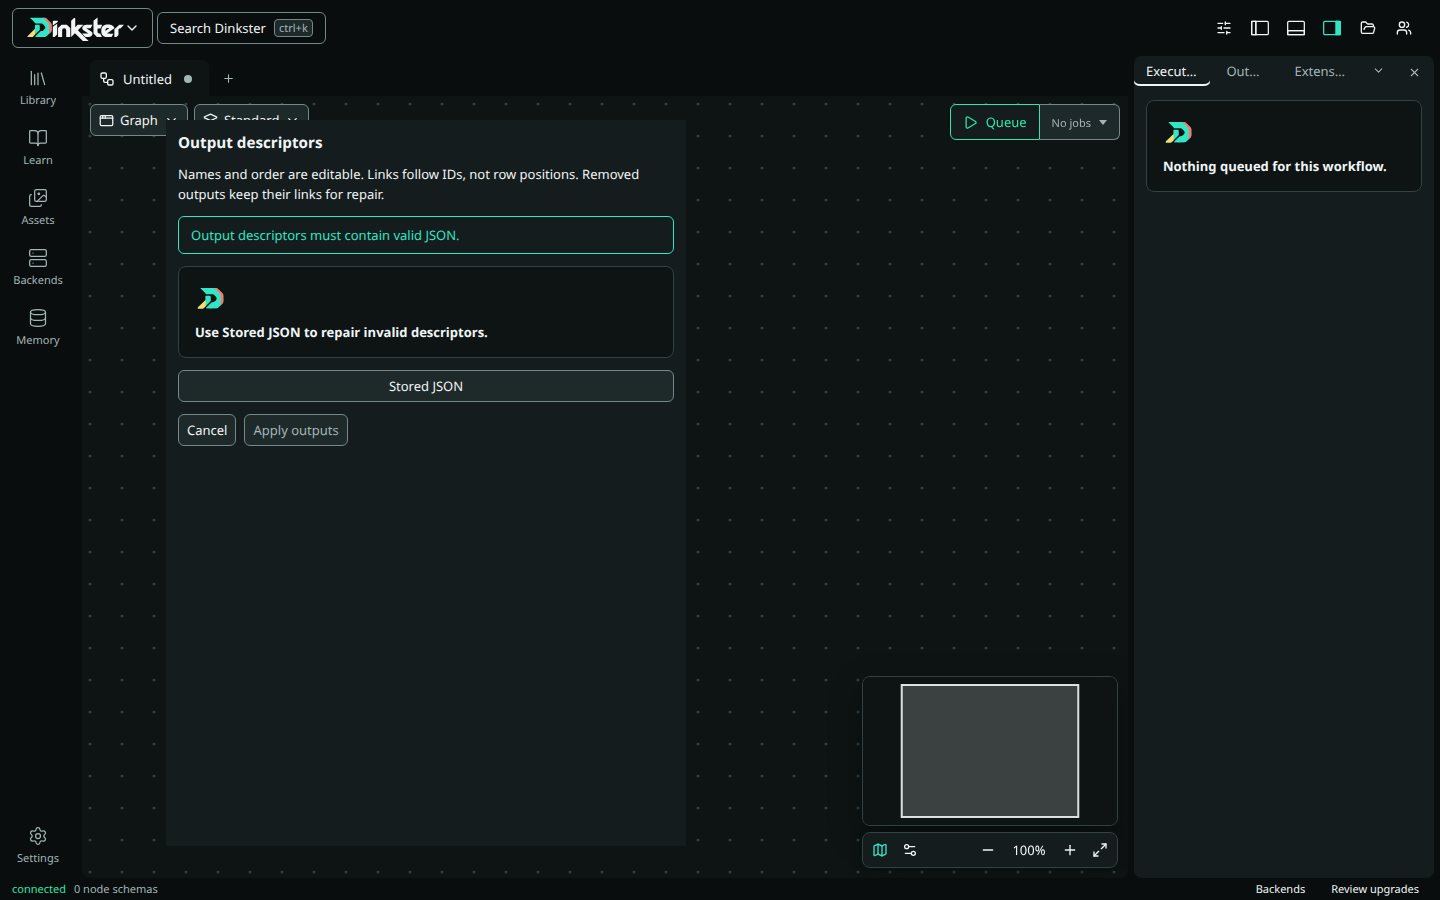 Dinkster
Search Dinkster ctrl+k
Library
Learn
Assets
Backends
Memory
Settings
Untitled
Graph
Standard
Queue
No jobs
Output descriptors
Names and order are editable. Links follow IDs, not row positions. Removed
outputs keep their links for repair.
Output descriptors must contain valid JSON.
Use Stored JSON to repair invalid descriptors.
Stored JSON
Cancel
Apply outputs
100%
Execut...
Out...
Extens...
Nothing queued for this workflow.
connected 0 node schemas
Backends
Review upgrades